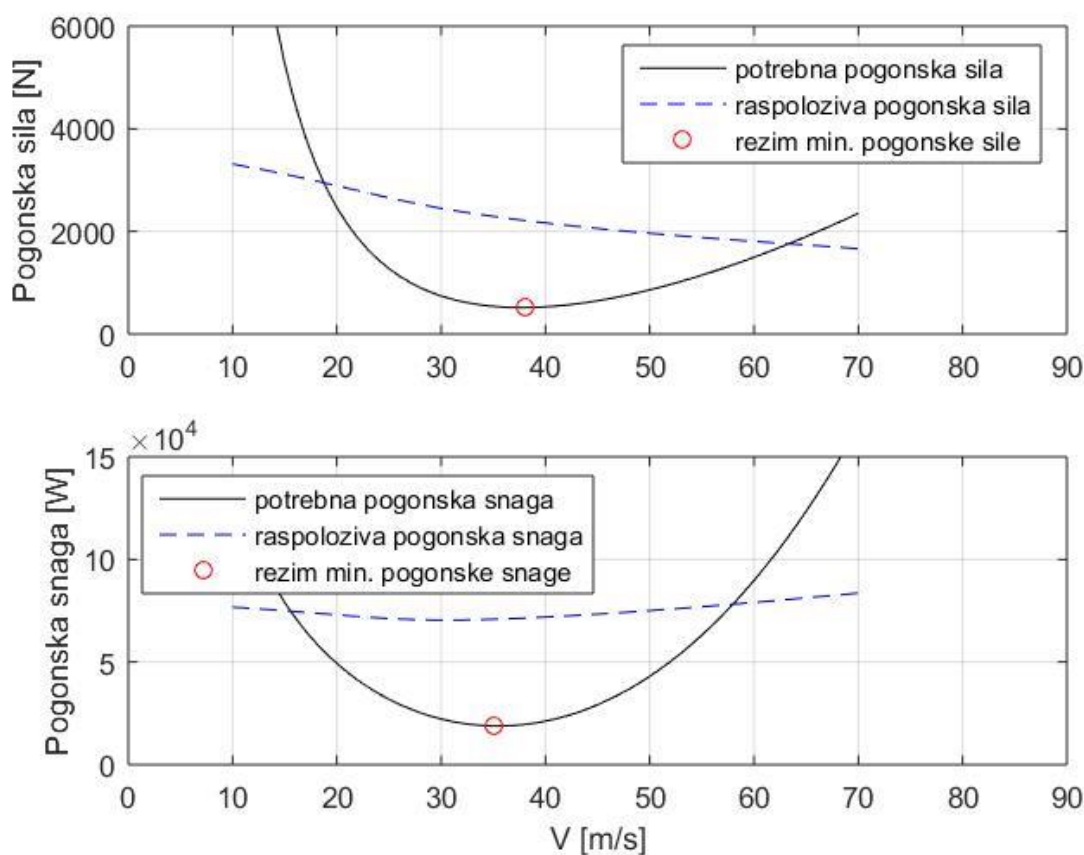 Pogonska sila [N]
6000
4000
2000
0
potrebna pogonska sila
raspoloziva pogonska sila
rezim min. pogonske sile
0 10 20 30 40 50 60 70 80 90
Pogonska snaga [W]
× 10⁴
15
10
5
0
potrebna pogonska snaga
raspoloziva pogonska snaga
rezim min. pogonske snage
0 10 20 30 40 50 60 70 80 90
V [m/s]